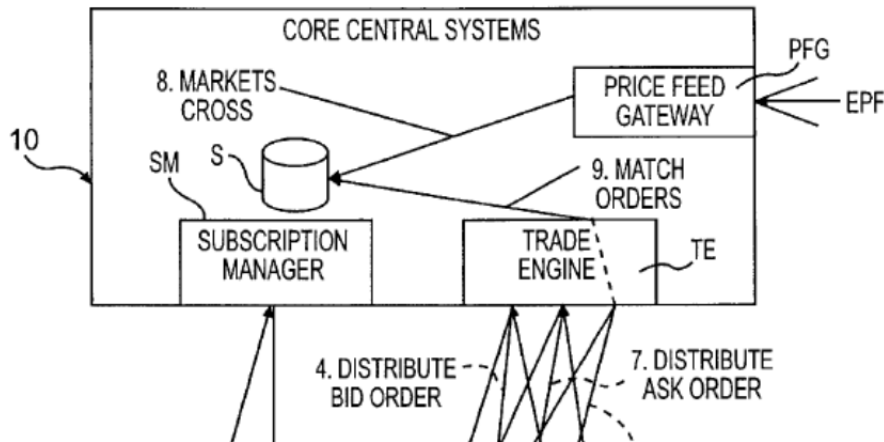 CORE CENTRAL SYSTEMS
PFG
8. MARKETS
CROSS
PRICE FEED
GATEWAY
EPF
10
S
SM
9. MATCH
ORDERS
SUBSCRIPTION
MANAGER
TRADE
ENGINE
TE
4. DISTRIBUTE
BID ORDER
7. DISTRIBUTE
ASK ORDER